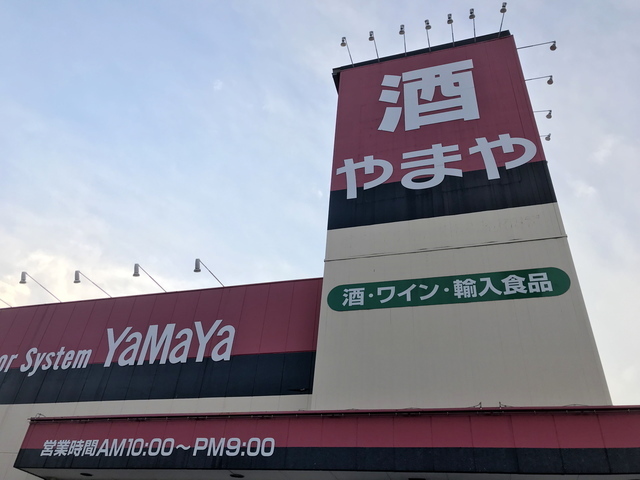 酒
やまや
酒・ワイン・輸入食品
or System YaMaYa
営業時間AM10:00～PM9:00